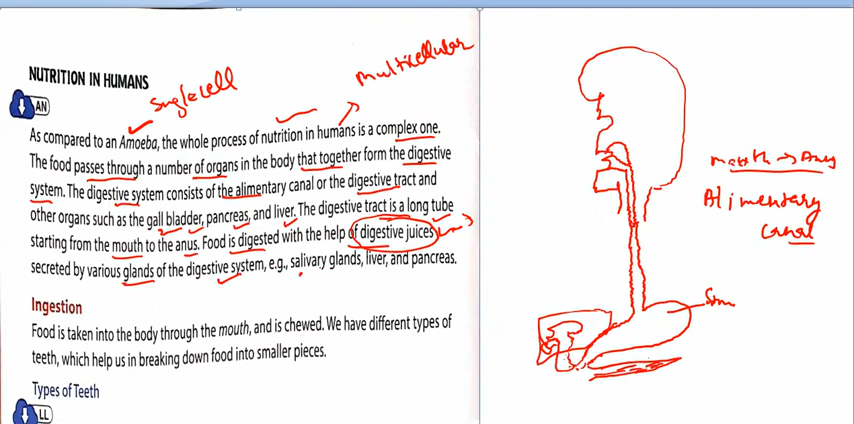 NUTRITION IN HUMANS
AN
Single cell
Multicellular
As compared to an Amoeba, the whole process of nutrition in humans is a complex one.
The food passes through a number of organs in the body that together form the digestive
system. The digestive system consists of the alimentary canal or the digestive tract and
other organs such as the gall bladder, pancreas, and liver. The digestive tract is a long tube
starting from the mouth to the anus. Food is digested with the help of digestive juices
secreted by various glands of the digestive system, e.g., salivary glands, liver, and pancreas.
Ingestion
Food is taken into the body through the mouth, and is chewed. We have different types of
teeth, which help us in breaking down food into smaller pieces.
Types of Teeth
LL
mouth →
Alimentary
canal